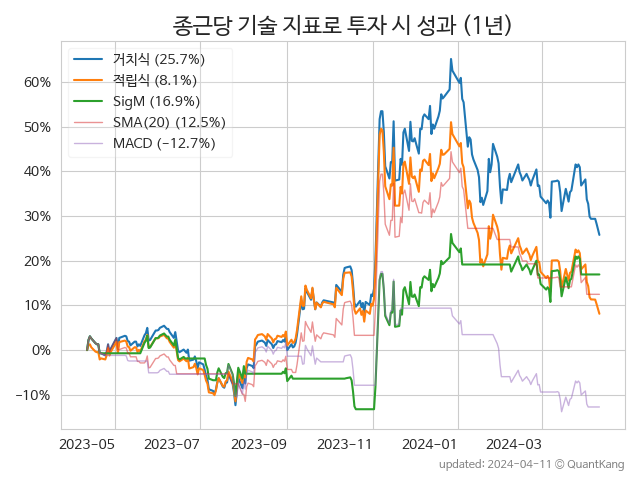 종근당 기술 지표로 투자 시 성과 (1년)
거치식 (25.7%)
적립식 (8.1%)
SigM (16.9%)
SMA(20) (12.5%)
MACD (−12.7%)
60%
50%
40%
30%
20%
10%
0%
−10%
2023-05 2023-07 2023-09 2023-11 2024-01 2024-03
updated: 2024-04-11 © QuantKang